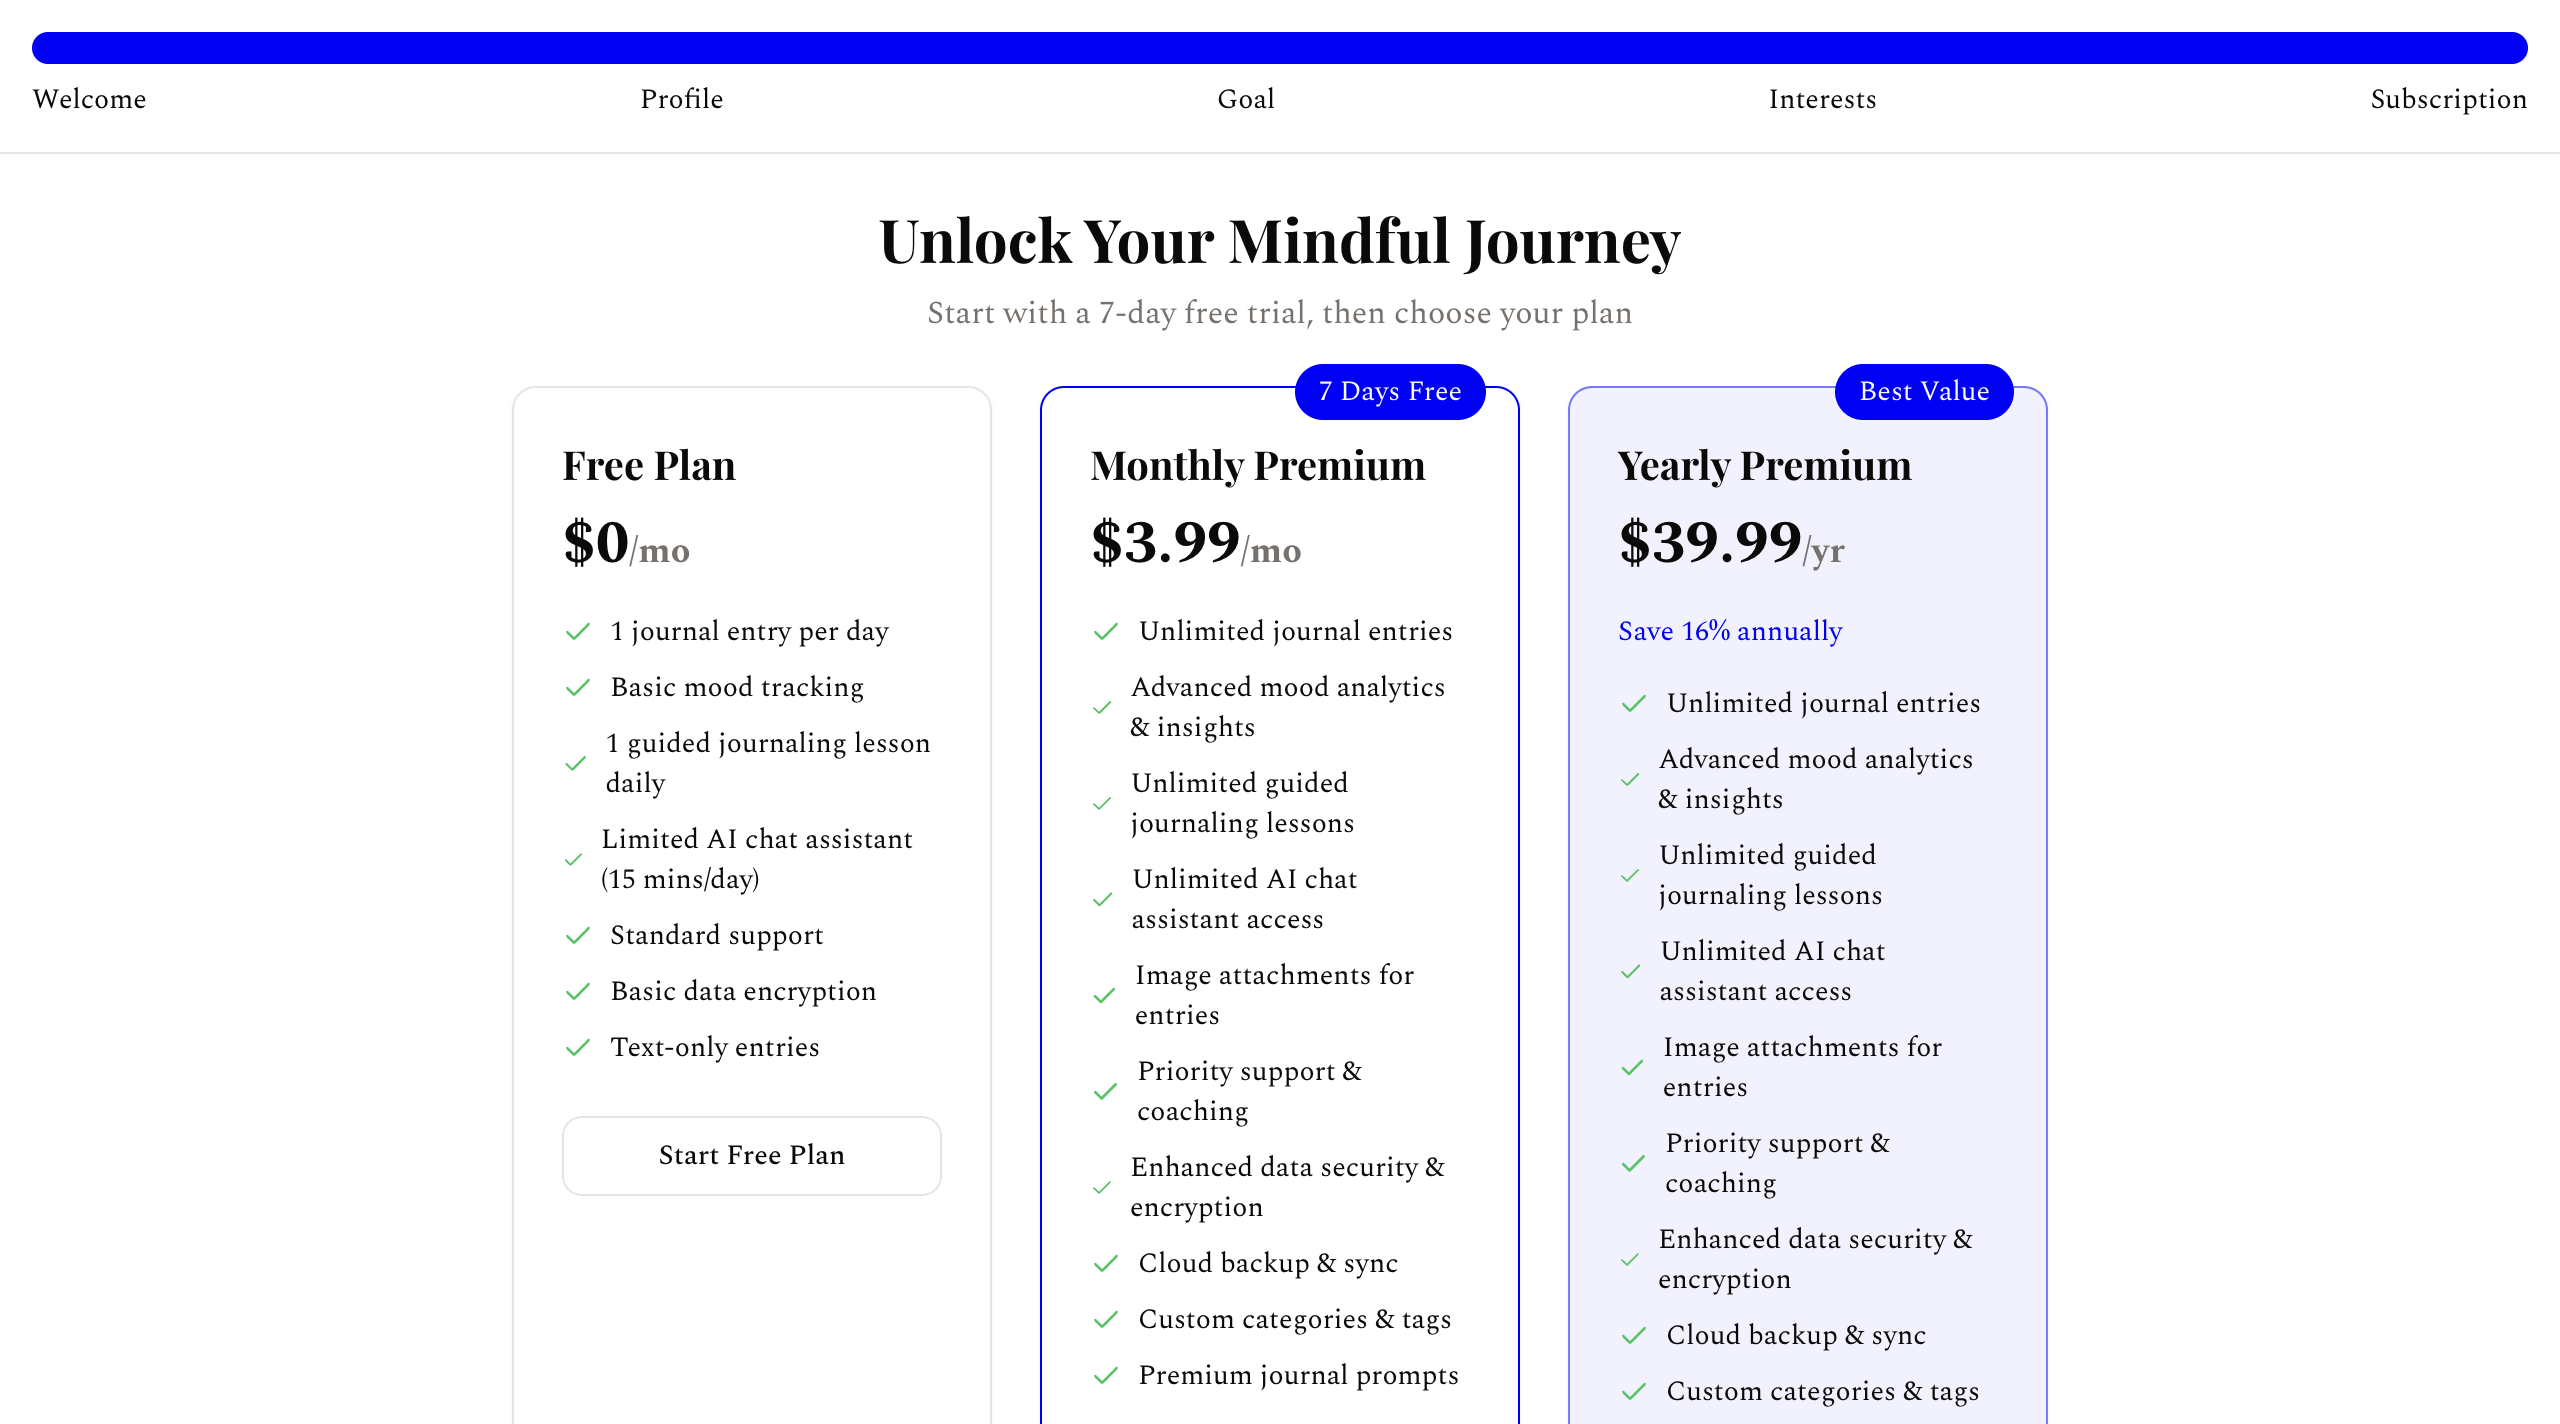 Welcome
Profile
Goal
Interests
Subscription
Unlock Your Mindful Journey
Start with a 7-day free trial, then choose your plan
Free Plan
$0/mo
1 journal entry per day
Basic mood tracking
1 guided journaling lesson
daily
Limited AI chat assistant
(15 mins/day)
Standard support
Basic data encryption
Text-only entries
Start Free Plan
7 Days Free
Monthly Premium
$3.99/mo
Unlimited journal entries
Advanced mood analytics
& insights
Unlimited guided
journaling lessons
Unlimited AI chat
assistant access
Image attachments for
entries
Priority support &
coaching
Enhanced data security &
encryption
Cloud backup & sync
Custom categories & tags
Premium journal prompts
Best Value
Yearly Premium
$39.99/yr
Save 16% annually
Unlimited journal entries
Advanced mood analytics
& insights
Unlimited guided
journaling lessons
Unlimited AI chat
assistant access
Image attachments for
entries
Priority support &
coaching
Enhanced data security &
encryption
Cloud backup & sync
Custom categories & tags